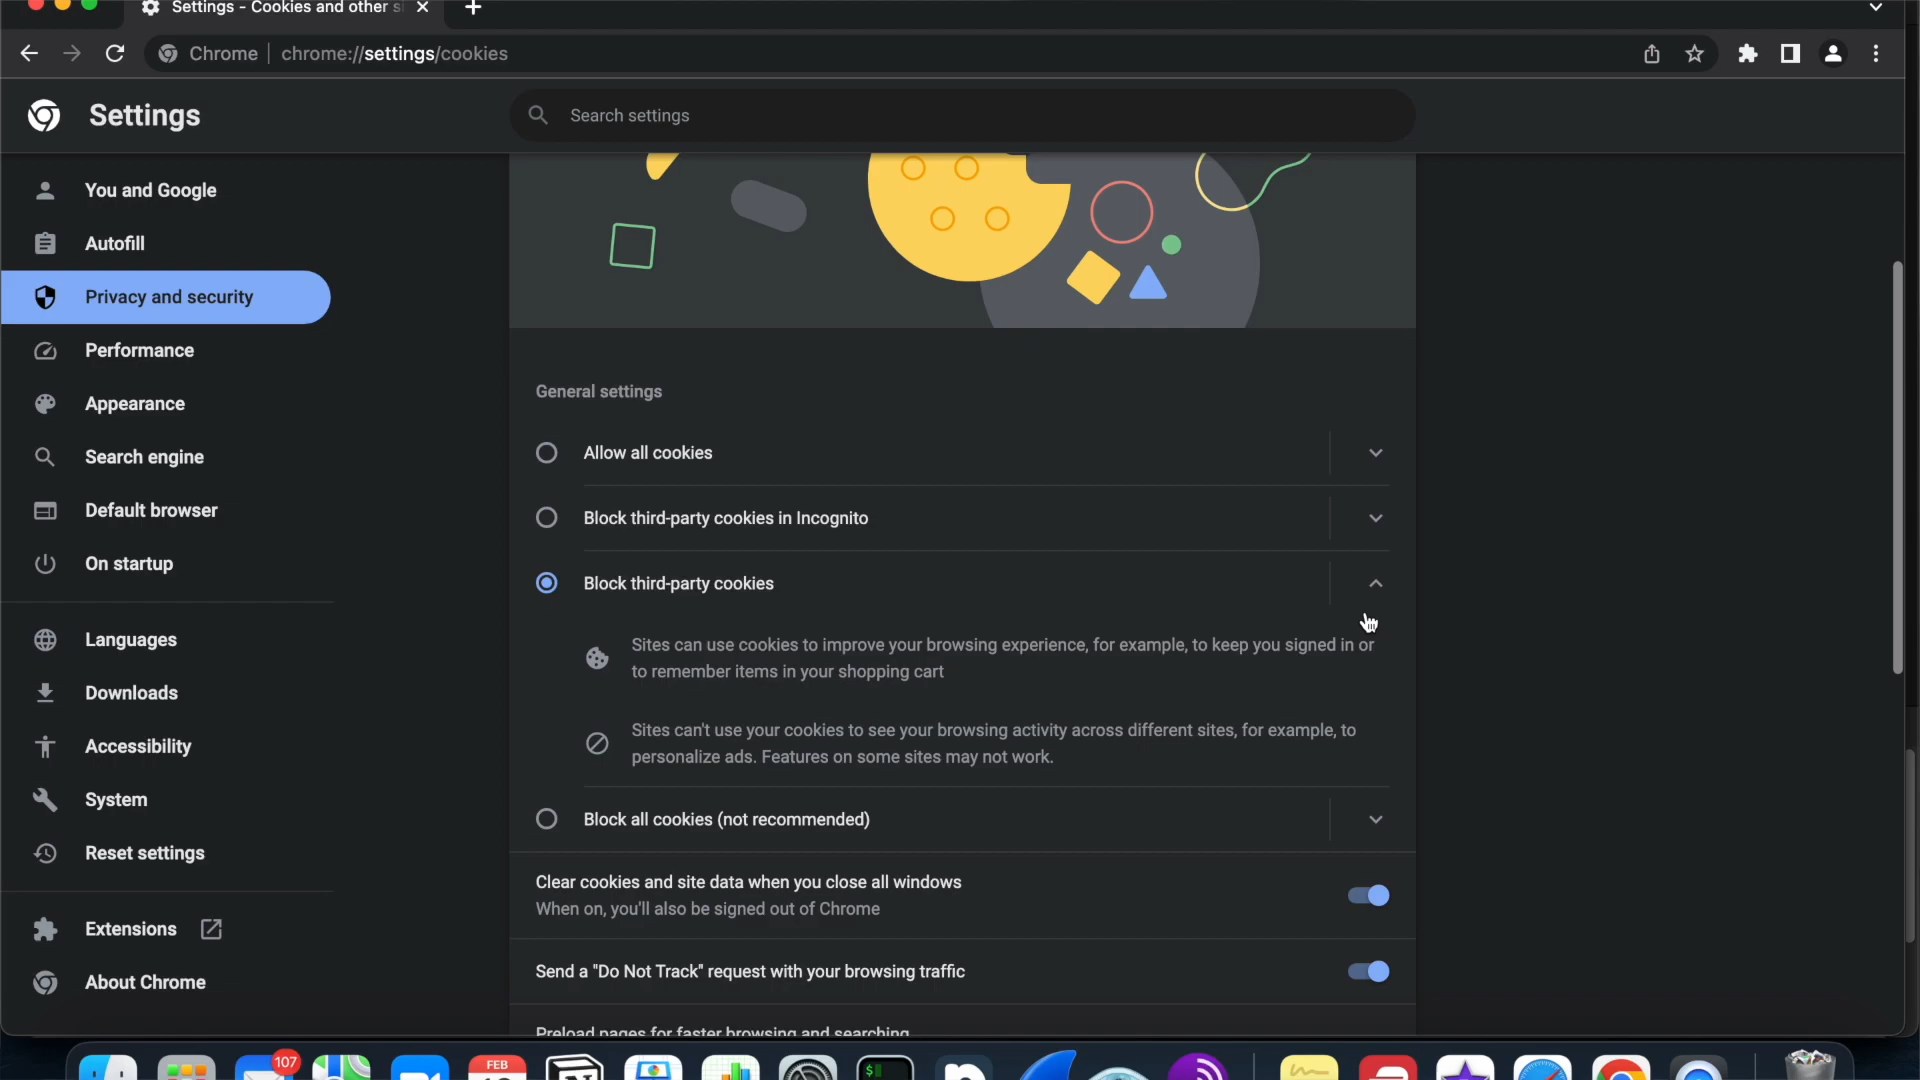 Settings - Cookies and other s
Chrome | chrome://settings/cookies
Settings
Search settings
You and Google
Autofill
Privacy and security
Performance
Appearance
Search engine
Default browser
On startup
Languages
Downloads
Accessibility
System
Reset settings
Extensions
About Chrome
General settings
Allow all cookies
Block third-party cookies in Incognito
Block third-party cookies
Sites can use cookies to improve your browsing experience, for example, to keep you signed in or
to remember items in your shopping cart
Sites can't use your cookies to see your browsing activity across different sites, for example, to
personalize ads. Features on some sites may not work.
Block all cookies (not recommended)
Clear cookies and site data when you close all windows
When on, you'll also be signed out of Chrome
Send a "Do Not Track" request with your browsing traffic
Preload pages for faster browsing and searching
107
FEB
$